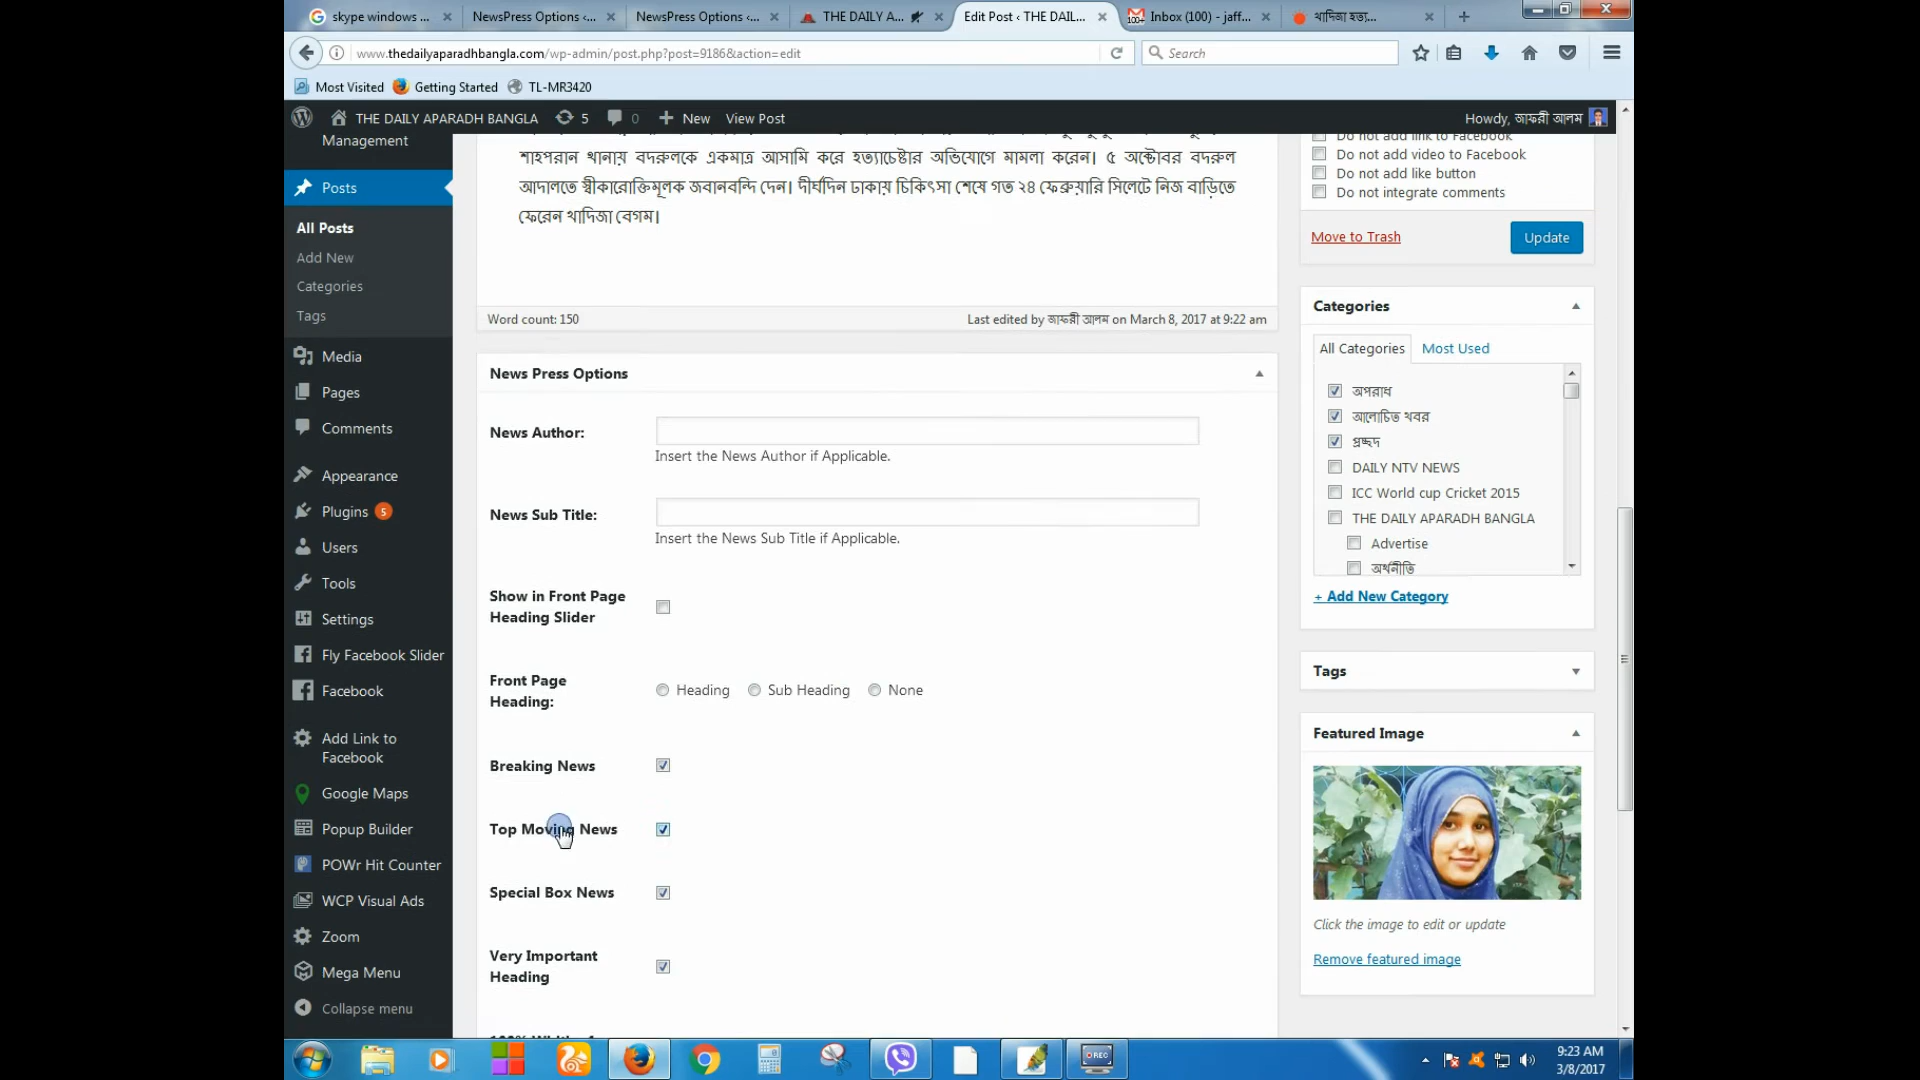 skype windows ...
NewsPress Options ‹...
NewsPress Options ‹...
THE DAILY A...
Edit Post ‹ THE DAIL...
Inbox (100) - jaff...
খাদিজা হত্য...
www.thedailyaparadhbangla.com/wp-admin/post.php?post=9186&action=edit
Search
Most Visited
Getting Started
TL-MR3420
THE DAILY APARADH BANGLA
5
0
New
View Post
Howdy, জাফরী আলম
Management
Posts
All Posts
Add New
Categories
Tags
Media
Pages
Comments
Appearance
Plugins 5
Users
Tools
Settings
Fly Facebook Slider
Facebook
Add Link to
Facebook
Google Maps
Popup Builder
POWr Hit Counter
WCP Visual Ads
Zoom
Mega Menu
Collapse menu
শাহপরান থানায় বদরুলকে একমাত্র আসামি করে হত্যাচেষ্টার অভিযোগে মামলা করেন। ৫ অক্টোবর বদরুল
আদালতে স্বীকারোক্তিমূলক জবানবন্দি দেন। দীর্ঘদিন ঢাকায় চিকিৎসা শেষে গত ২৪ ফেব্রুয়ারি সিলেটে নিজ বাড়িতে
ফেরেন খাদিজা বেগম।
Word count: 150
Last edited by জাফরী আলম on March 8, 2017 at 9:22 am
News Press Options
News Author:
Insert the News Author if Applicable.
News Sub Title:
Insert the News Sub Title if Applicable.
Show in Front Page
Heading Slider
Front Page
Heading:
Heading
Sub Heading
None
Breaking News
Top Moving News
Special Box News
Very Important
Heading
Do not add link to Facebook
Do not add video to Facebook
Do not add like button
Do not integrate comments
Move to Trash
Update
Categories
All Categories
Most Used
অপরাধ
আলোচিত খবর
প্রচ্ছদ
DAILY NTV NEWS
ICC World cup Cricket 2015
THE DAILY APARADH BANGLA
Advertise
অর্থনীতি
+ Add New Category
Tags
Featured Image
Click the image to edit or update
Remove featured image
REC
9:23 AM
3/8/2017